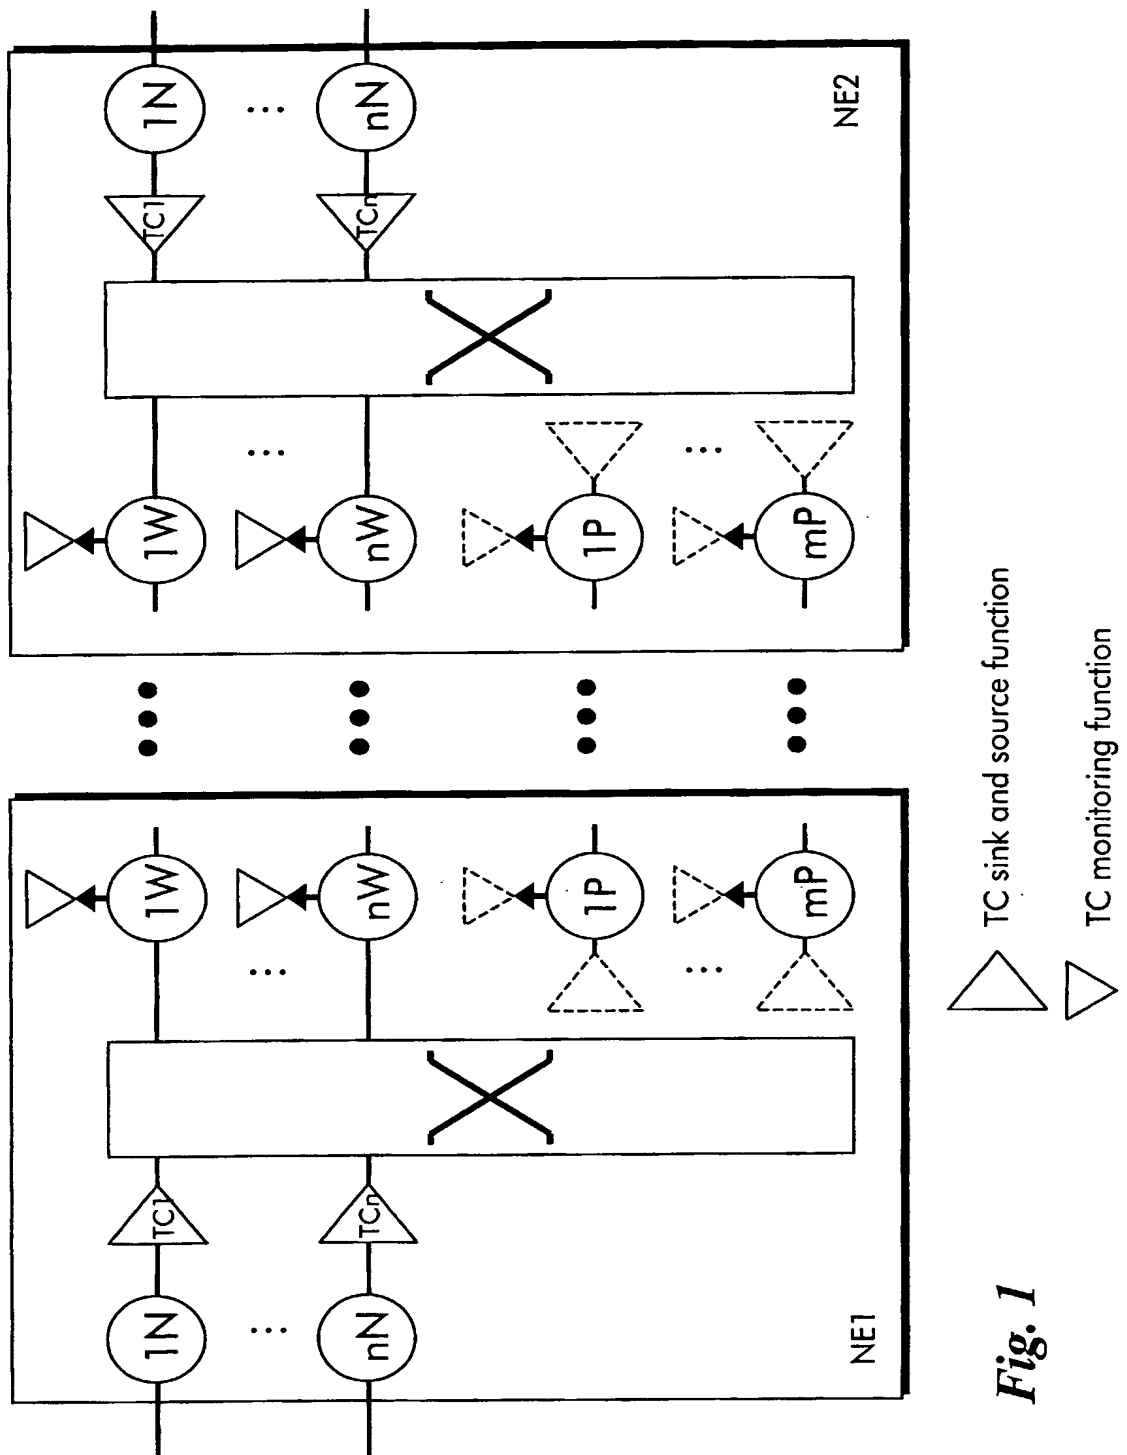 1N
...
nN
TC1
TCn
NE1
1W
...
nW
1P
...
mP
1W
...
nW
1P
...
mP
TC1
TCn
1N
...
nN
NE2
TC sink and source function
TC monitoring function
Fig. 1